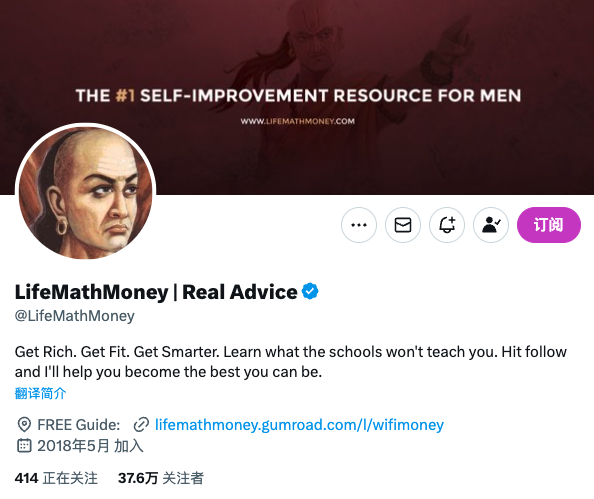 THE #1 SELF-IMPROVEMENT RESOURCE FOR MEN
WWW.LIFEMATHMONEY.COM
订阅
LifeMathMoney | Real Advice
@LifeMathMoney
Get Rich. Get Fit. Get Smarter. Learn what the schools won't teach you. Hit follow
and I'll help you become the best you can be.
翻译简介
FREE Guide: lifemathmoney.gumroad.com/l/wifimoney
2018年5月 加入
414 正在关注 37.6万 关注者